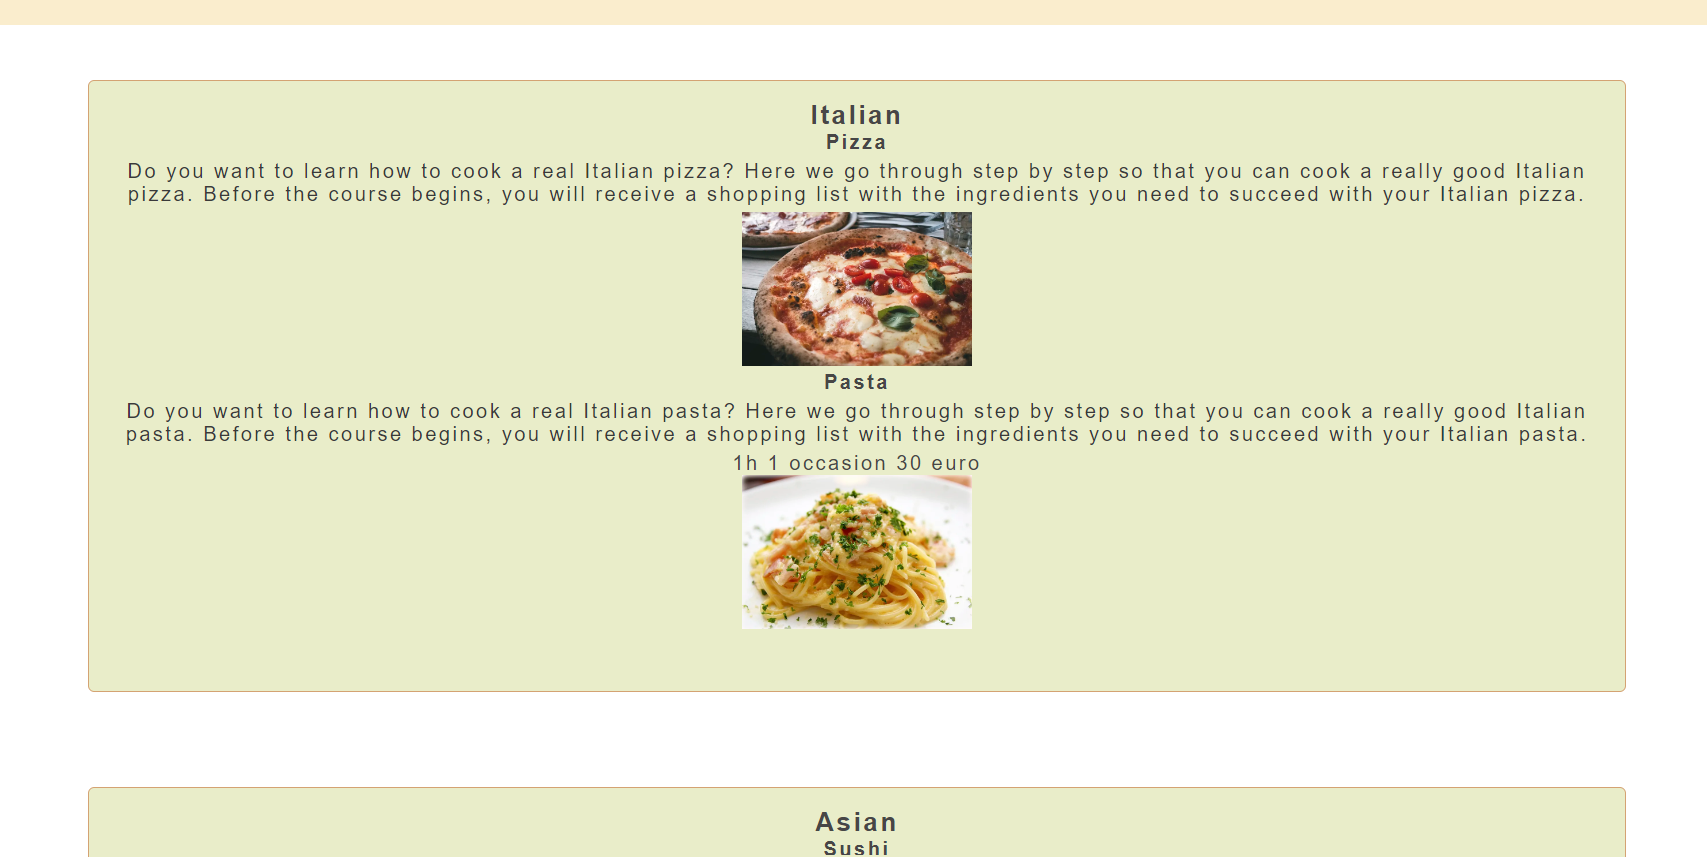 Italian
Pizza
Do you want to learn how to cook a real Italian pizza? Here we go through step by step so that you can cook a really good Italian
pizza. Before the course begins, you will receive a shopping list with the ingredients you need to succeed with your Italian pizza.
Pasta
Do you want to learn how to cook a real Italian pasta? Here we go through step by step so that you can cook a really good Italian
pasta. Before the course begins, you will receive a shopping list with the ingredients you need to succeed with your Italian pasta.
1h 1 occasion 30 euro
Asian
Sushi